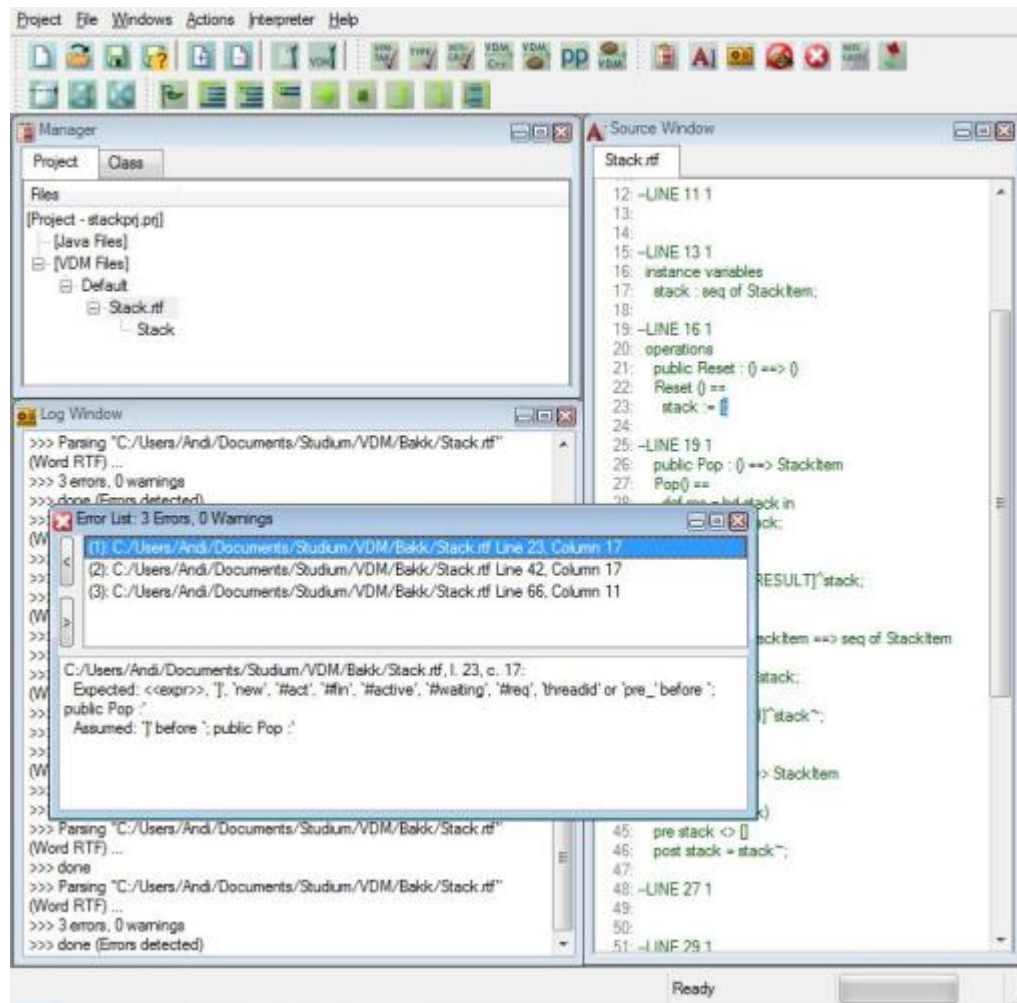 Project File Windows Actions Interpreter Help
Manager
Project Class
Files
[Project - stackprj.prj]
[Java Files]
[VDM Files]
Default
Stack.rtf
Stack
Log Window
>>> Parsing "C:/Users/Andi/Documents/Studium/VDM/Bakk/Stack.rtf"
(Word RTF) ...
>>> 3 errors, 0 warnings
>>> done (Errors detected)
Error List: 3 Errors, 0 Warnings
(1): C:/Users/Andi/Documents/Studium/VDM/Bakk/Stack.rtf Line 23, Column 17
(2): C:/Users/Andi/Documents/Studium/VDM/Bakk/Stack.rtf Line 42, Column 17
(3): C:/Users/Andi/Documents/Studium/VDM/Bakk/Stack.rtf Line 66, Column 11
C:/Users/Andi/Documents/Studium/VDM/Bakk/Stack.rtf, l. 23, c. 17:
Expected: <<expr>>, ']', 'new', '#act', '#fin', '#active', '#waiting', '#req', 'threadid' or 'pre_' before ';
public Pop :'
Assumed: ']' before '; public Pop :'
>>> Parsing "C:/Users/Andi/Documents/Studium/VDM/Bakk/Stack.rtf"
(Word RTF) ...
>>> done
>>> Parsing "C:/Users/Andi/Documents/Studium/VDM/Bakk/Stack.rtf"
(Word RTF) ...
>>> 3 errors, 0 warnings
>>> done (Errors detected)
Source Window
Stack.rtf
12: --LINE 11 1
13:
14:
15: --LINE 13 1
16: instance variables
17: stack : seq of StackItem;
18:
19: --LINE 16 1
20: operations
21: public Reset : () ==> ()
22: Reset () ==
23: stack := [
24:
25: --LINE 19 1
26: public Pop : () ==> StackItem
27: Pop() ==
28: def res = hd stack in
RESULT]^stack;
ackItem ==> seq of StackItem
stack;
]^stack~;
> StackItem
45: pre stack <> []
46: post stack = stack~;
47:
48: --LINE 27 1
49:
50:
51: --LINE 29 1
Ready